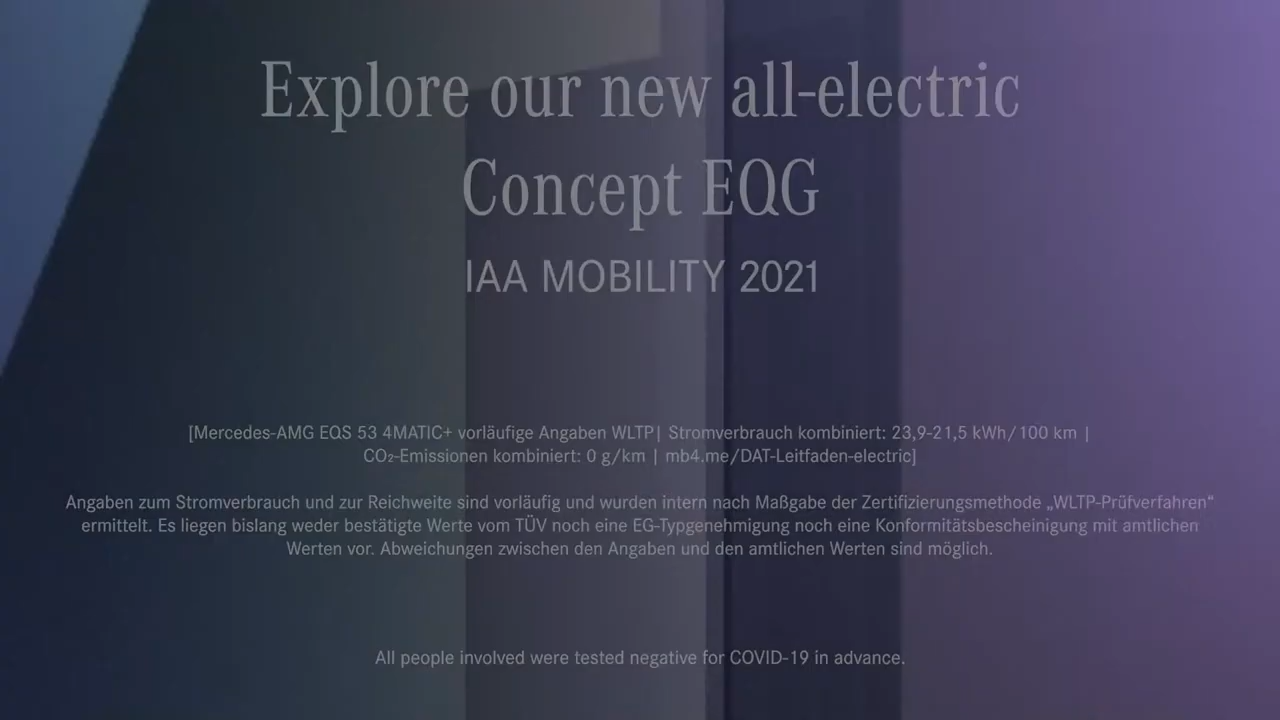 Explore our new all-electric
Concept EQG
IAA MOBILITY 2021
[Mercedes-AMG EQS 53 4MATIC+ vorläufige Angaben WLTP| Stromverbrauch kombiniert: 23,9-21,5 kWh/100 km |
CO₂-Emissionen kombiniert: 0 g/km | mb4.me/DAT-Leitfaden-electric]
Angaben zum Stromverbrauch und zur Reichweite sind vorläufig und wurden intern nach Maßgabe der Zertifizierungsmethode „WLTP-Prüfverfahren“
ermittelt. Es liegen bislang weder bestätigte Werte vom TÜV noch eine EG-Typgenehmigung noch eine Konformitätsbescheinigung mit amtlichen
Werten vor. Abweichungen zwischen den Angaben und den amtlichen Werten sind möglich.
All people involved were tested negative for COVID-19 in advance.